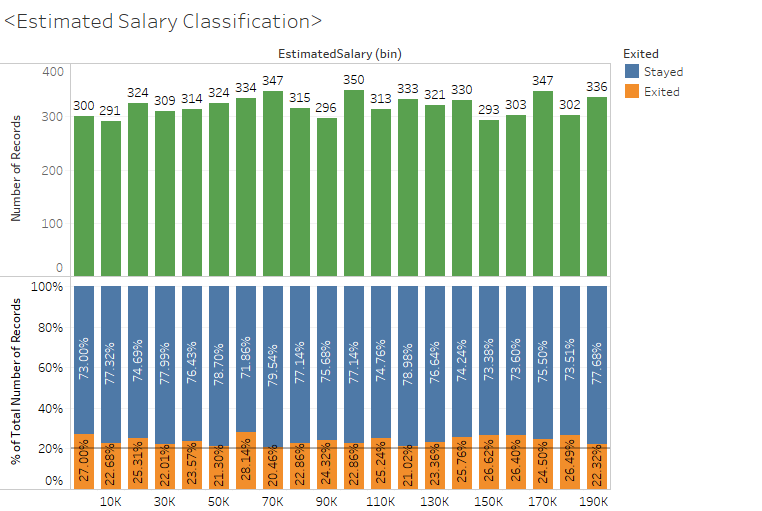 <Estimated Salary Classification>
EstimatedSalary (bin)
Exited
Stayed
Exited
Number of Records
400
300
200
100
0
300 291 324 309 314 324 334 347 315 296 350 313 333 321 330 293 303 347 302 336
% of Total Number of Records
100%
80%
60%
40%
20%
0%
73.00% 77.32% 74.69% 77.99% 76.43% 78.70% 71.86% 79.54% 77.14% 75.68% 77.14% 74.76% 78.98% 76.64% 74.24% 73.38% 73.60% 75.50% 73.51% 77.68%
27.00% 22.68% 25.31% 22.01% 23.57% 21.30% 28.14% 20.46% 22.86% 24.32% 22.86% 25.24% 21.02% 23.36% 25.76% 26.62% 26.40% 24.50% 26.49% 22.32%
10K 30K 50K 70K 90K 110K 130K 150K 170K 190K